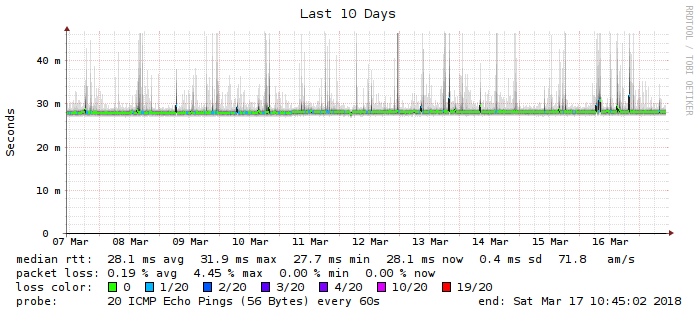 Last 10 Days
RRDTOOL / TOBI OETIKER
Seconds
40 m
30 m
20 m
10 m
0
07 Mar 08 Mar 09 Mar 10 Mar 11 Mar 12 Mar 13 Mar 14 Mar 15 Mar 16 Mar
median rtt: 28.1 ms avg 31.9 ms max 27.7 ms min 28.1 ms now 0.4 ms sd 71.8 am/s
packet loss: 0.19 % avg 4.45 % max 0.00 % min 0.00 % now
loss color: 0 1/20 2/20 3/20 4/20 10/20 19/20
probe: 20 ICMP Echo Pings (56 Bytes) every 60s end: Sat Mar 17 10:45:02 2018